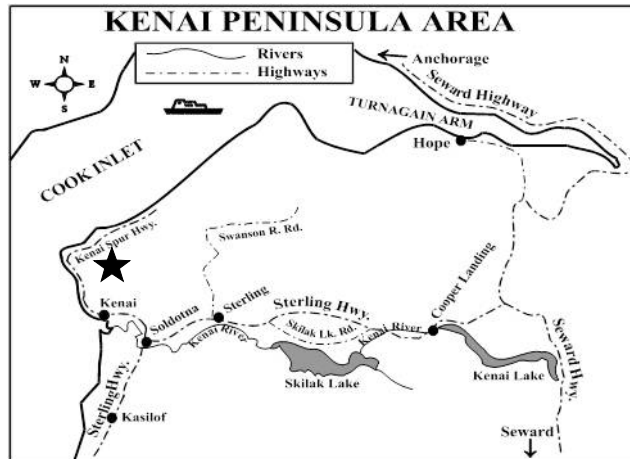 KENAI PENINSULA AREA
Rivers
Highways
N
W
E
S
Anchorage
Seward Highway
TURNAGAIN ARM
Hope
COOK INLET
Kenai Spur Hwy.
Swanson R. Rd.
Kenai
Soldotna
Sterling
Sterling Hwy.
Skilak Lk. Rd.
Kenai River
Kenai River
Cooper Landing
Skilak Lake
Kenai Lake
Seward Hwy.
SterlingHwy.
Kasilof
Seward